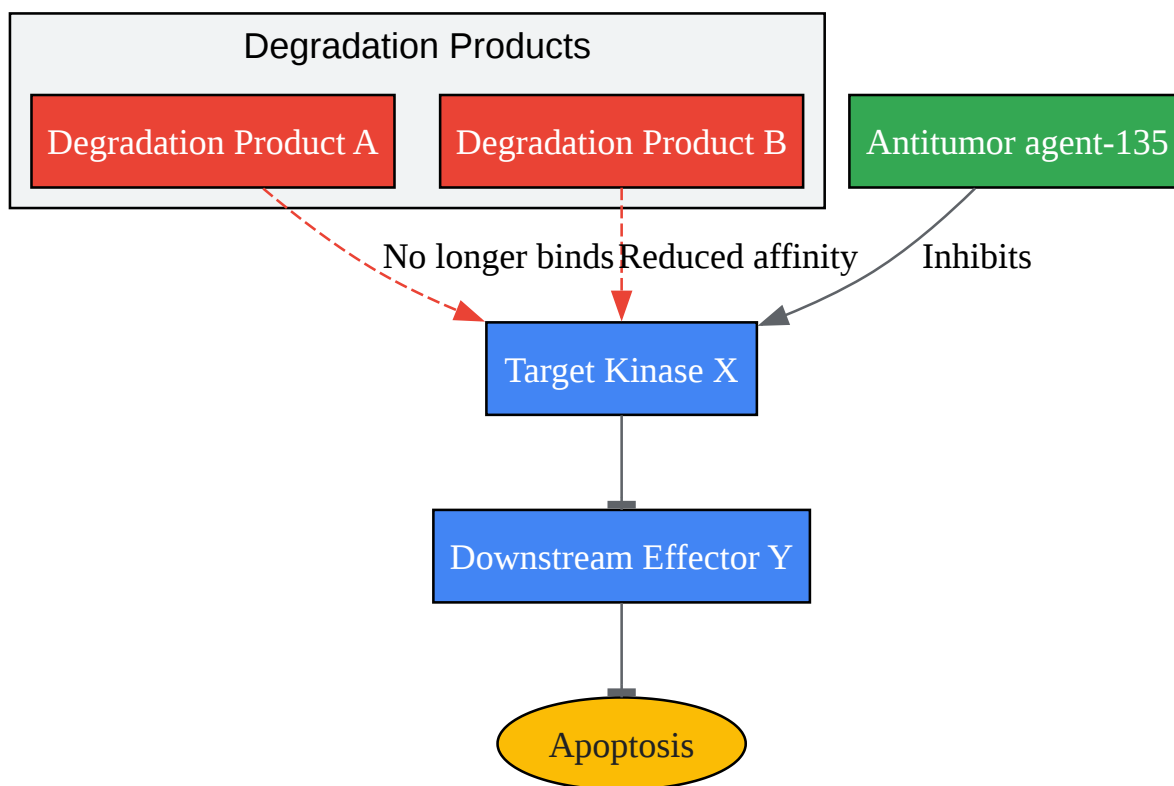 Degradation Products
Degradation Product A
Degradation Product B
Antitumor agent-135
No longer binds
Reduced affinity
Inhibits
Target Kinase X
Downstream Effector Y
Apoptosis